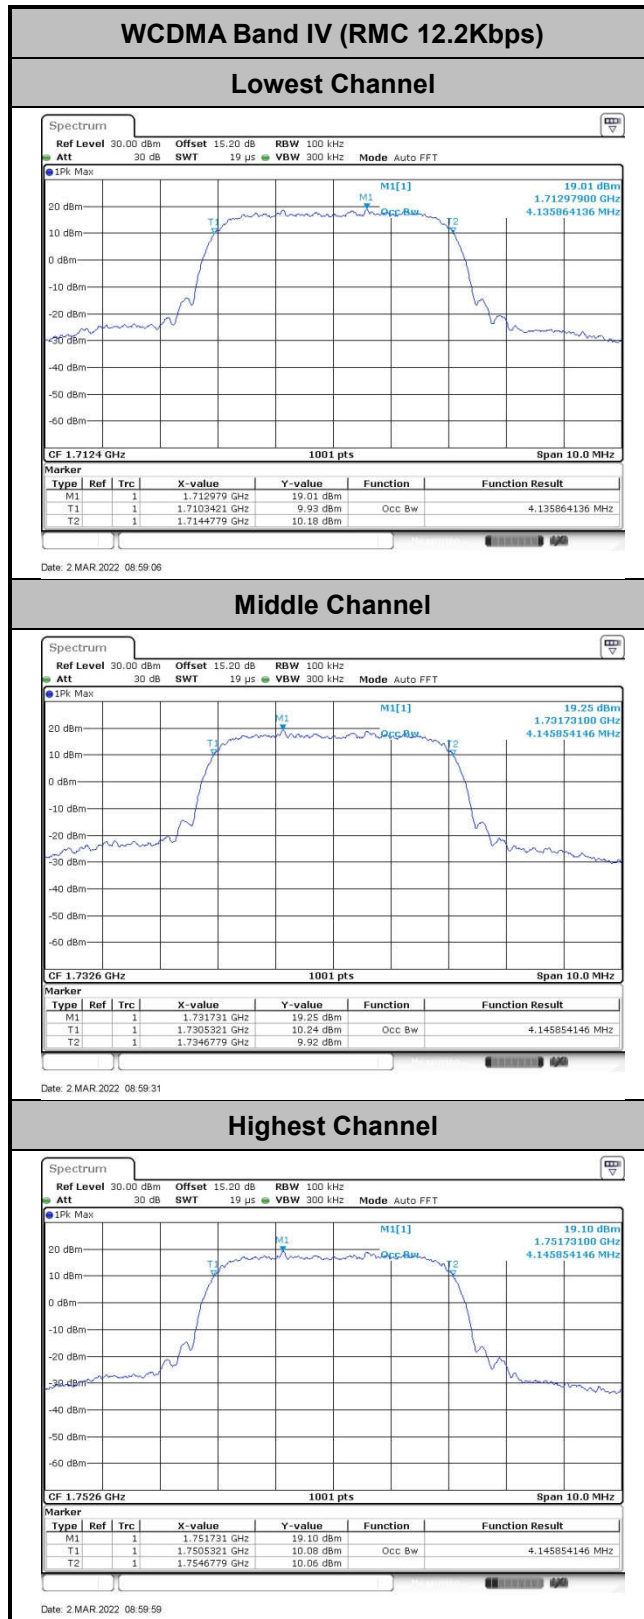 WCDMA Band IV (RMC 12.2Kbps)
Lowest Channel
Spectrum
Ref Level 30.00 dBm Offset 15.20 dB RBW 100 kHz
Att 30 dB SWT 19 µs VBW 300 kHz Mode Auto FFT
1Pk Max
M1[1] 19.01 dBm
1.71297900 GHz
M1
20 dBm
Occ Bw 4.135864136 MHz
T1 T2
10 dBm
0 dBm
-10 dBm
-20 dBm
-30 dBm
-40 dBm
-50 dBm
-60 dBm
CF 1.7124 GHz 1001 pts Span 10.0 MHz
Marker
Type Ref Trc X-value Y-value Function Function Result
M1 1 1.712979 GHz 19.01 dBm
T1 1 1.7103421 GHz 9.93 dBm Occ Bw 4.135864136 MHz
T2 1 1.7144779 GHz 10.18 dBm
Date: 2.MAR.2022 08:59:06
Middle Channel
Spectrum
Ref Level 30.00 dBm Offset 15.20 dB RBW 100 kHz
Att 30 dB SWT 19 µs VBW 300 kHz Mode Auto FFT
1Pk Max
M1[1] 19.25 dBm
M1 1.73173100 GHz
20 dBm
Occ Bw 4.145854146 MHz
T1 T2
10 dBm
0 dBm
-10 dBm
-20 dBm
-30 dBm
-40 dBm
-50 dBm
-60 dBm
CF 1.7326 GHz 1001 pts Span 10.0 MHz
Marker
Type Ref Trc X-value Y-value Function Function Result
M1 1 1.731731 GHz 19.25 dBm
T1 1 1.7305321 GHz 10.24 dBm Occ Bw 4.145854146 MHz
T2 1 1.7346779 GHz 9.92 dBm
Date: 2.MAR.2022 08:59:31
Highest Channel
Spectrum
Ref Level 30.00 dBm Offset 15.20 dB RBW 100 kHz
Att 30 dB SWT 19 µs VBW 300 kHz Mode Auto FFT
1Pk Max
M1[1] 19.10 dBm
M1 1.75173100 GHz
20 dBm
Occ Bw 4.145854146 MHz
T1 T2
10 dBm
0 dBm
-10 dBm
-20 dBm
-30 dBm
-40 dBm
-50 dBm
-60 dBm
CF 1.7526 GHz 1001 pts Span 10.0 MHz
Marker
Type Ref Trc X-value Y-value Function Function Result
M1 1 1.751731 GHz 19.10 dBm
T1 1 1.7505321 GHz 10.08 dBm Occ Bw 4.145854146 MHz
T2 1 1.7546779 GHz 10.06 dBm
Date: 2.MAR.2022 08:59:59